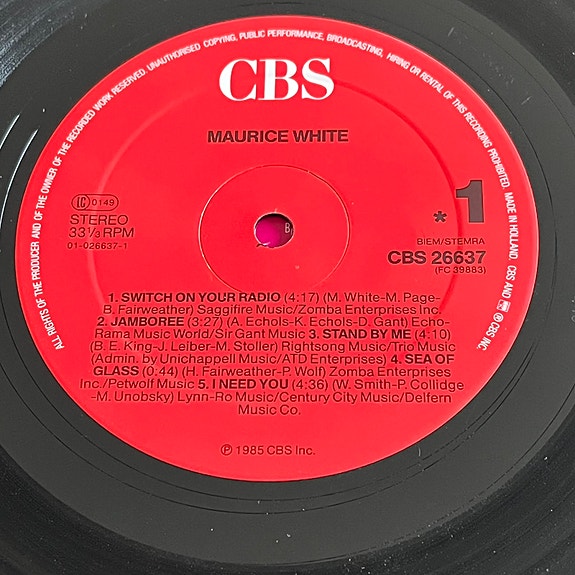 ALL RIGHTS OF THE PRODUCER AND OF THE OWNER OF THE RECORDED WORK RESERVED. UNAUTHORISED COPYING, PUBLIC PERFORMANCE, BROADCASTING, HIRING OR RENTAL OF THIS RECORDING PROHIBITED. MADE IN HOLLAND. CBS AND ® CBS INC.
CBS
MAURICE WHITE
IC 0149
STEREO
33⅓ RPM
01-026637-1
*1
BIEM/STEMRA
CBS 26637
(FC 39883)
B
1. SWITCH ON YOUR RADIO (4:17) (M. White-M. Page-
B. Fairweather) Saggifire Music/Zomba Enterprises Inc.
2. JAMBOREE (3:27) (A. Echols-K. Echols-D. Gant) Echo-
Rama Music World/Sir Gant Music 3. STAND BY ME (4:10)
(B. E. King-J. Leiber-M. Stoller) Rightsong Music/Trio Music
(Admin. by Unichappell Music/ATD Enterprises) 4. SEA OF
GLASS (0:44) (H. Fairweather-P. Wolf) Zomba Enterprises
Inc./Petwolf Music 5. I NEED YOU (4:36) (W. Smith-P. Collidge
-M. Unobsky) Lynn-Ro Music/Century City Music/Delfern
Music Co.
℗ 1985 CBS Inc.